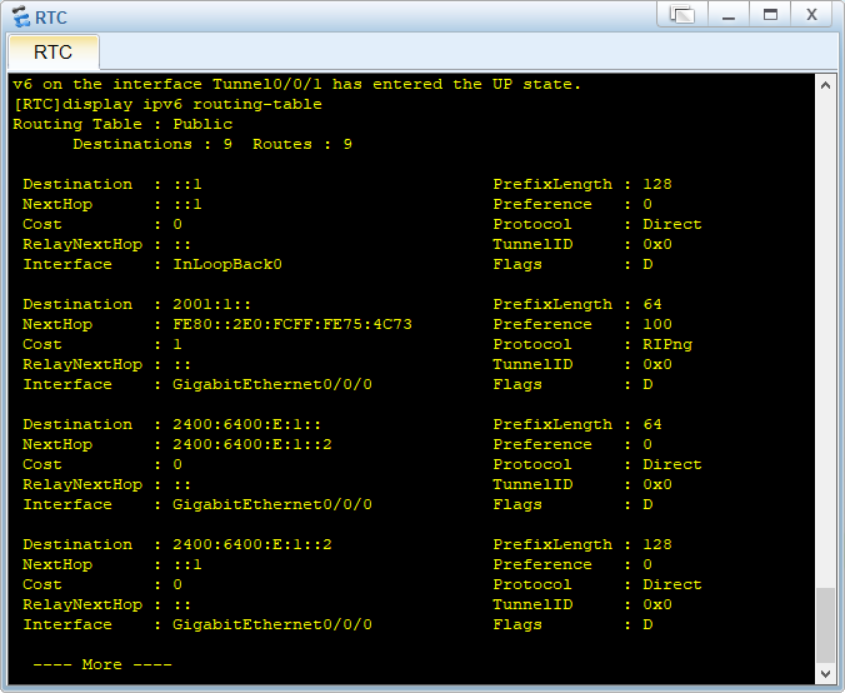 RTC
X
RTC
v6 on the interface Tunnel0/0/1 has entered the UP state.
[RTC]display ipv6 routing-table
Routing Table : Public
Destinations : 9 Routes : 9
Destination : ::1 PrefixLength : 128
NextHop : ::1 Preference : 0
Cost : 0 Protocol : Direct
RelayNextHop : :: TunnelID : 0x0
Interface : InLoopBack0 Flags : D
Destination : 2001:1:: PrefixLength : 64
NextHop : FE80::2E0:FCFF:FE75:4C73 Preference : 100
Cost : 1 Protocol : RIPng
RelayNextHop : :: TunnelID : 0x0
Interface : GigabitEthernet0/0/0 Flags : D
Destination : 2400:6400:E:1:: PrefixLength : 64
NextHop : 2400:6400:E:1::2 Preference : 0
Cost : 0 Protocol : Direct
RelayNextHop : :: TunnelID : 0x0
Interface : GigabitEthernet0/0/0 Flags : D
Destination : 2400:6400:E:1::2 PrefixLength : 128
NextHop : ::1 Preference : 0
Cost : 0 Protocol : Direct
RelayNextHop : :: TunnelID : 0x0
Interface : GigabitEthernet0/0/0 Flags : D
---- More ----